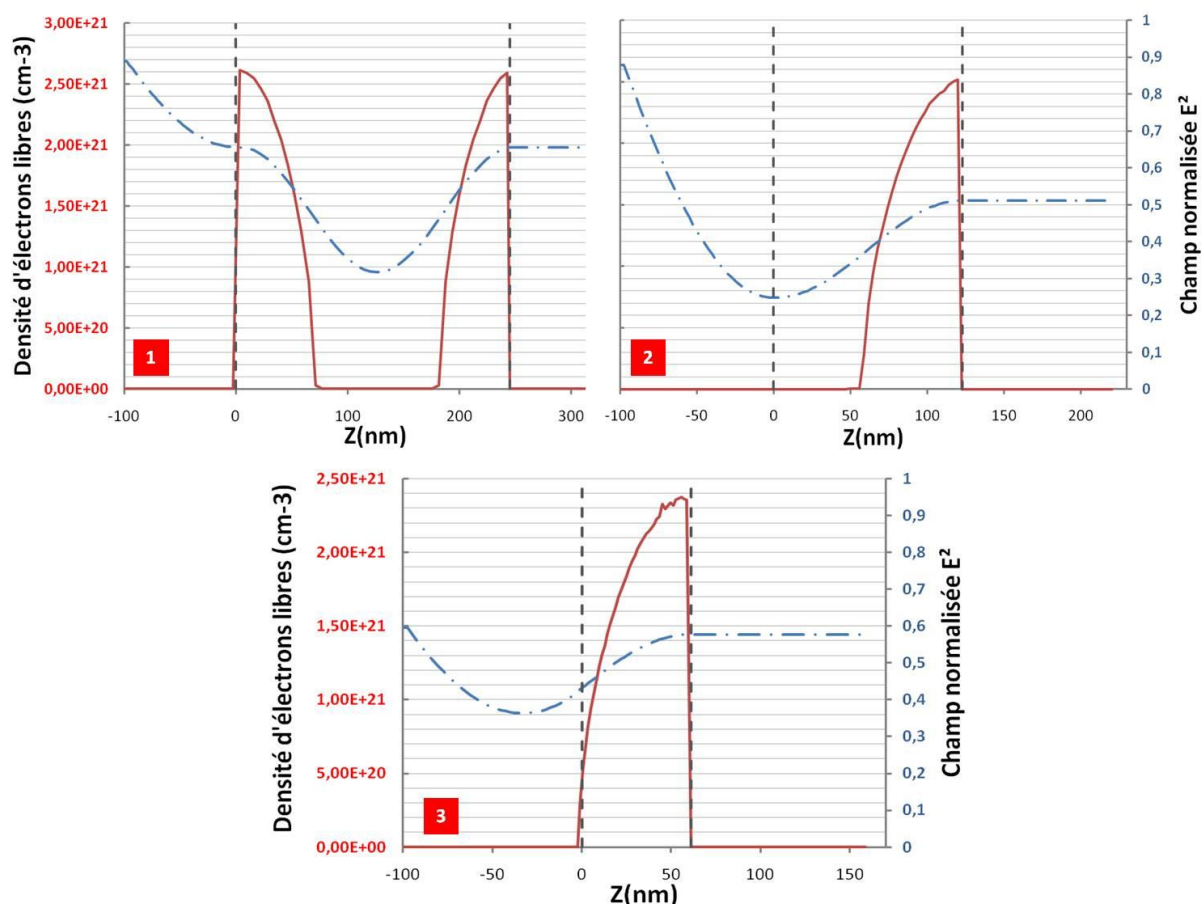 Densité d'électrons libres (cm-3)
3,00E+21
2,50E+21
2,00E+21
1,50E+21
1,00E+21
5,00E+20
0,00E+00
1
-100
0
100
200
300
Z(nm)
2
-100
-50
0
50
100
150
200
Z(nm)
1
0,9
0,8
0,7
0,6
0,5
0,4
0,3
0,2
0,1
0
Champ normalisée E²
Densité d'électrons libres (cm-3)
2,50E+21
2,00E+21
1,50E+21
1,00E+21
5,00E+20
0,00E+00
3
-100
-50
0
50
100
150
Z(nm)
1
0,9
0,8
0,7
0,6
0,5
0,4
0,3
0,2
0,1
0
Champ normalisée E²